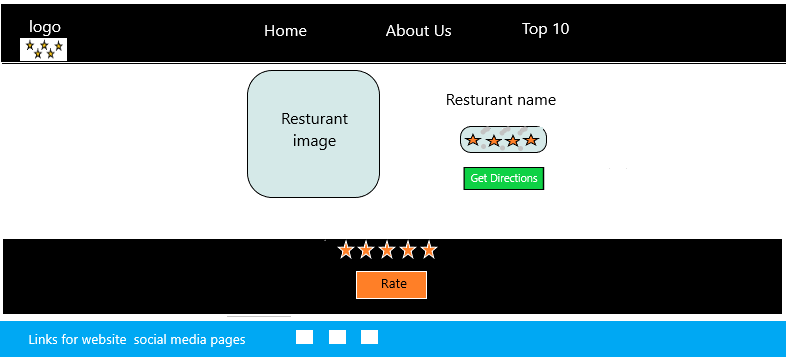 logo
Home
About Us
Top 10
Resturant
image
Resturant name
Get Directions
Rate
Links for website social media pages